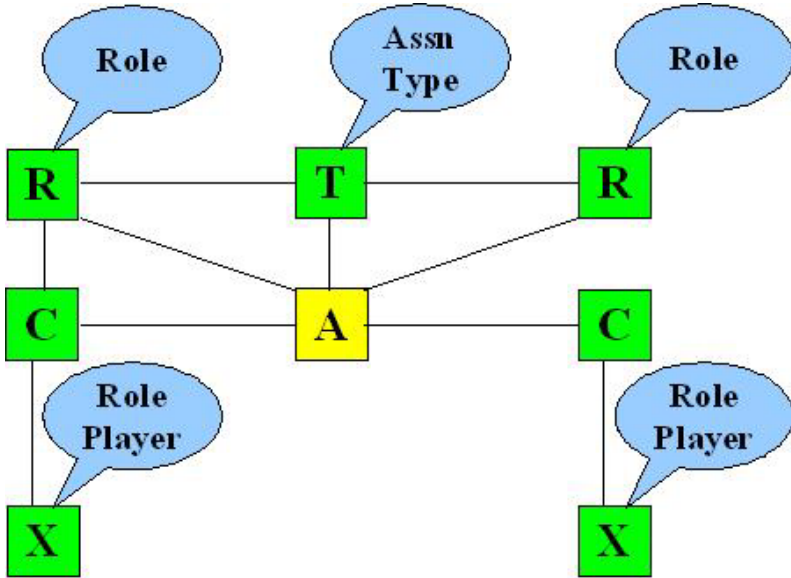 Role
Assn
Type
Role
R
T
R
C
A
C
Role
Player
Role
Player
X
X